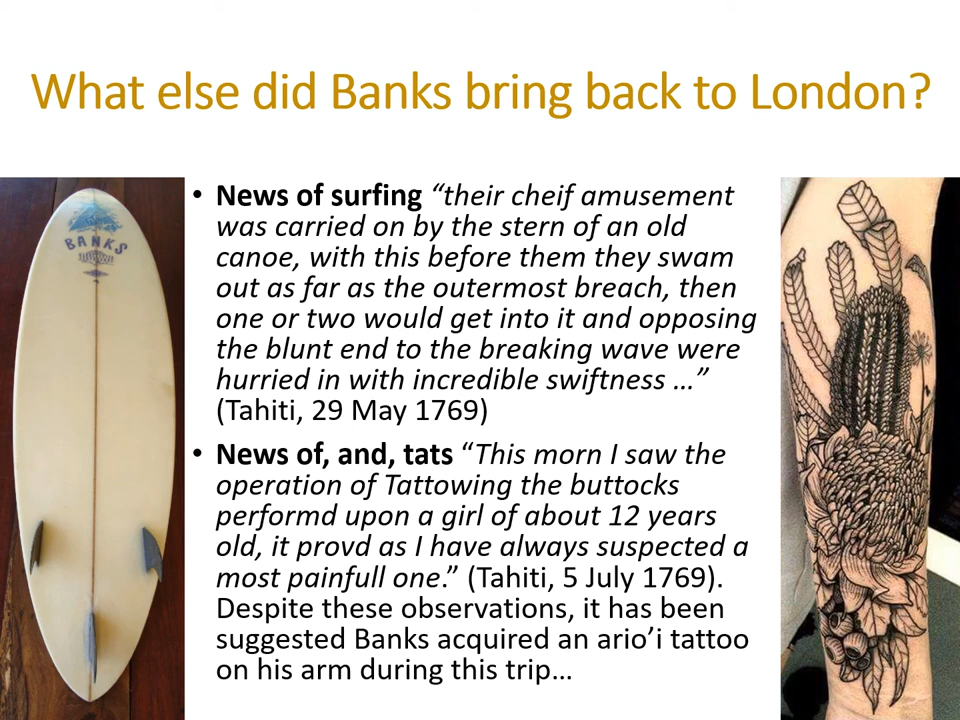 What else did Banks bring back to London?
BANKS
• News of surfing “their cheif amusement
was carried on by the stern of an old
canoe, with this before them they swam
out as far as the outermost breach, then
one or two would get into it and opposing
the blunt end to the breaking wave were
hurried in with incredible swiftness …”
(Tahiti, 29 May 1769)
• News of, and, tats “This morn I saw the
operation of Tattowing the buttocks
performd upon a girl of about 12 years
old, it provd as I have always suspected a
most painfull one.” (Tahiti, 5 July 1769).
Despite these observations, it has been
suggested Banks acquired an ario’i tattoo
on his arm during this trip…